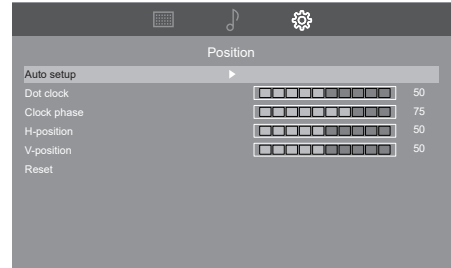 Position
Auto setup
Dot clock 50
Clock phase 75
H-position 50
V-position 50
Reset